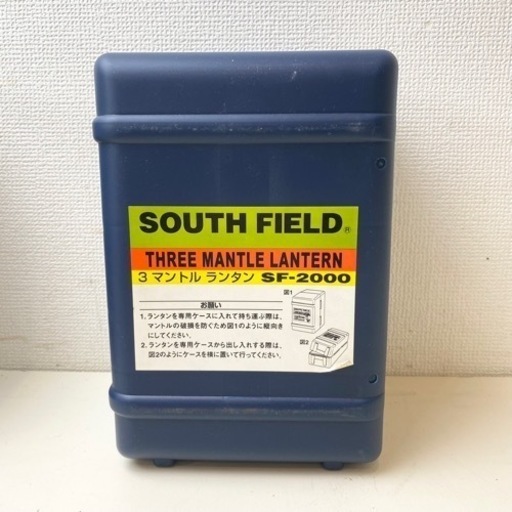 SOUTH FIELD®
THREE MANTLE LANTERN
3 マントル ランタン SF-2000
お願い
図1
1. ランタンを専用ケースに入れて持ち運ぶ際は、
マントルの破損を防ぐため図1のように縦向き
にしてください。
2. ランタンを専用ケースから出し入れする際は、
図2のようにケースを横に置いて行ってください。
図2